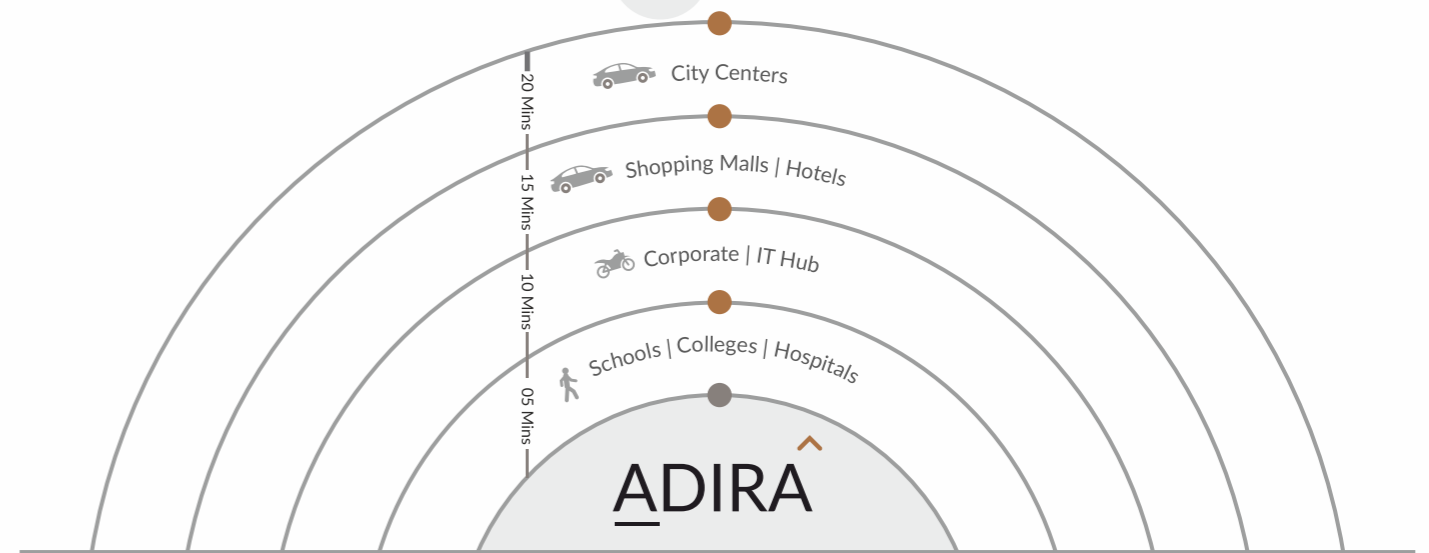 City Centers
20 Mins
Shopping Malls | Hotels
15 Mins
Corporate | IT Hub
10 Mins
Schools | Colleges | Hospitals
05 Mins
ADIRA